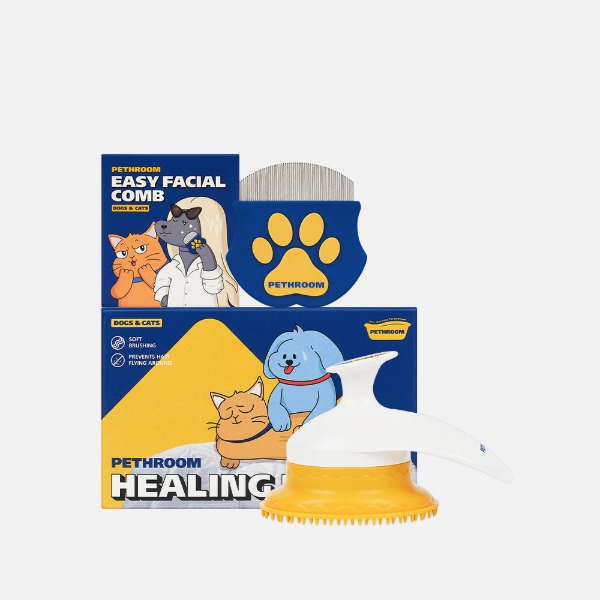 PETHROOM
EASY FACIAL
COMB
DOGS & CATS
PETHROOM
DOGS & CATS
SOFT
BRUSHING
PREVENTS HAIR
FLYING AROUND
PETHROOM
PETHROOM
HEALING